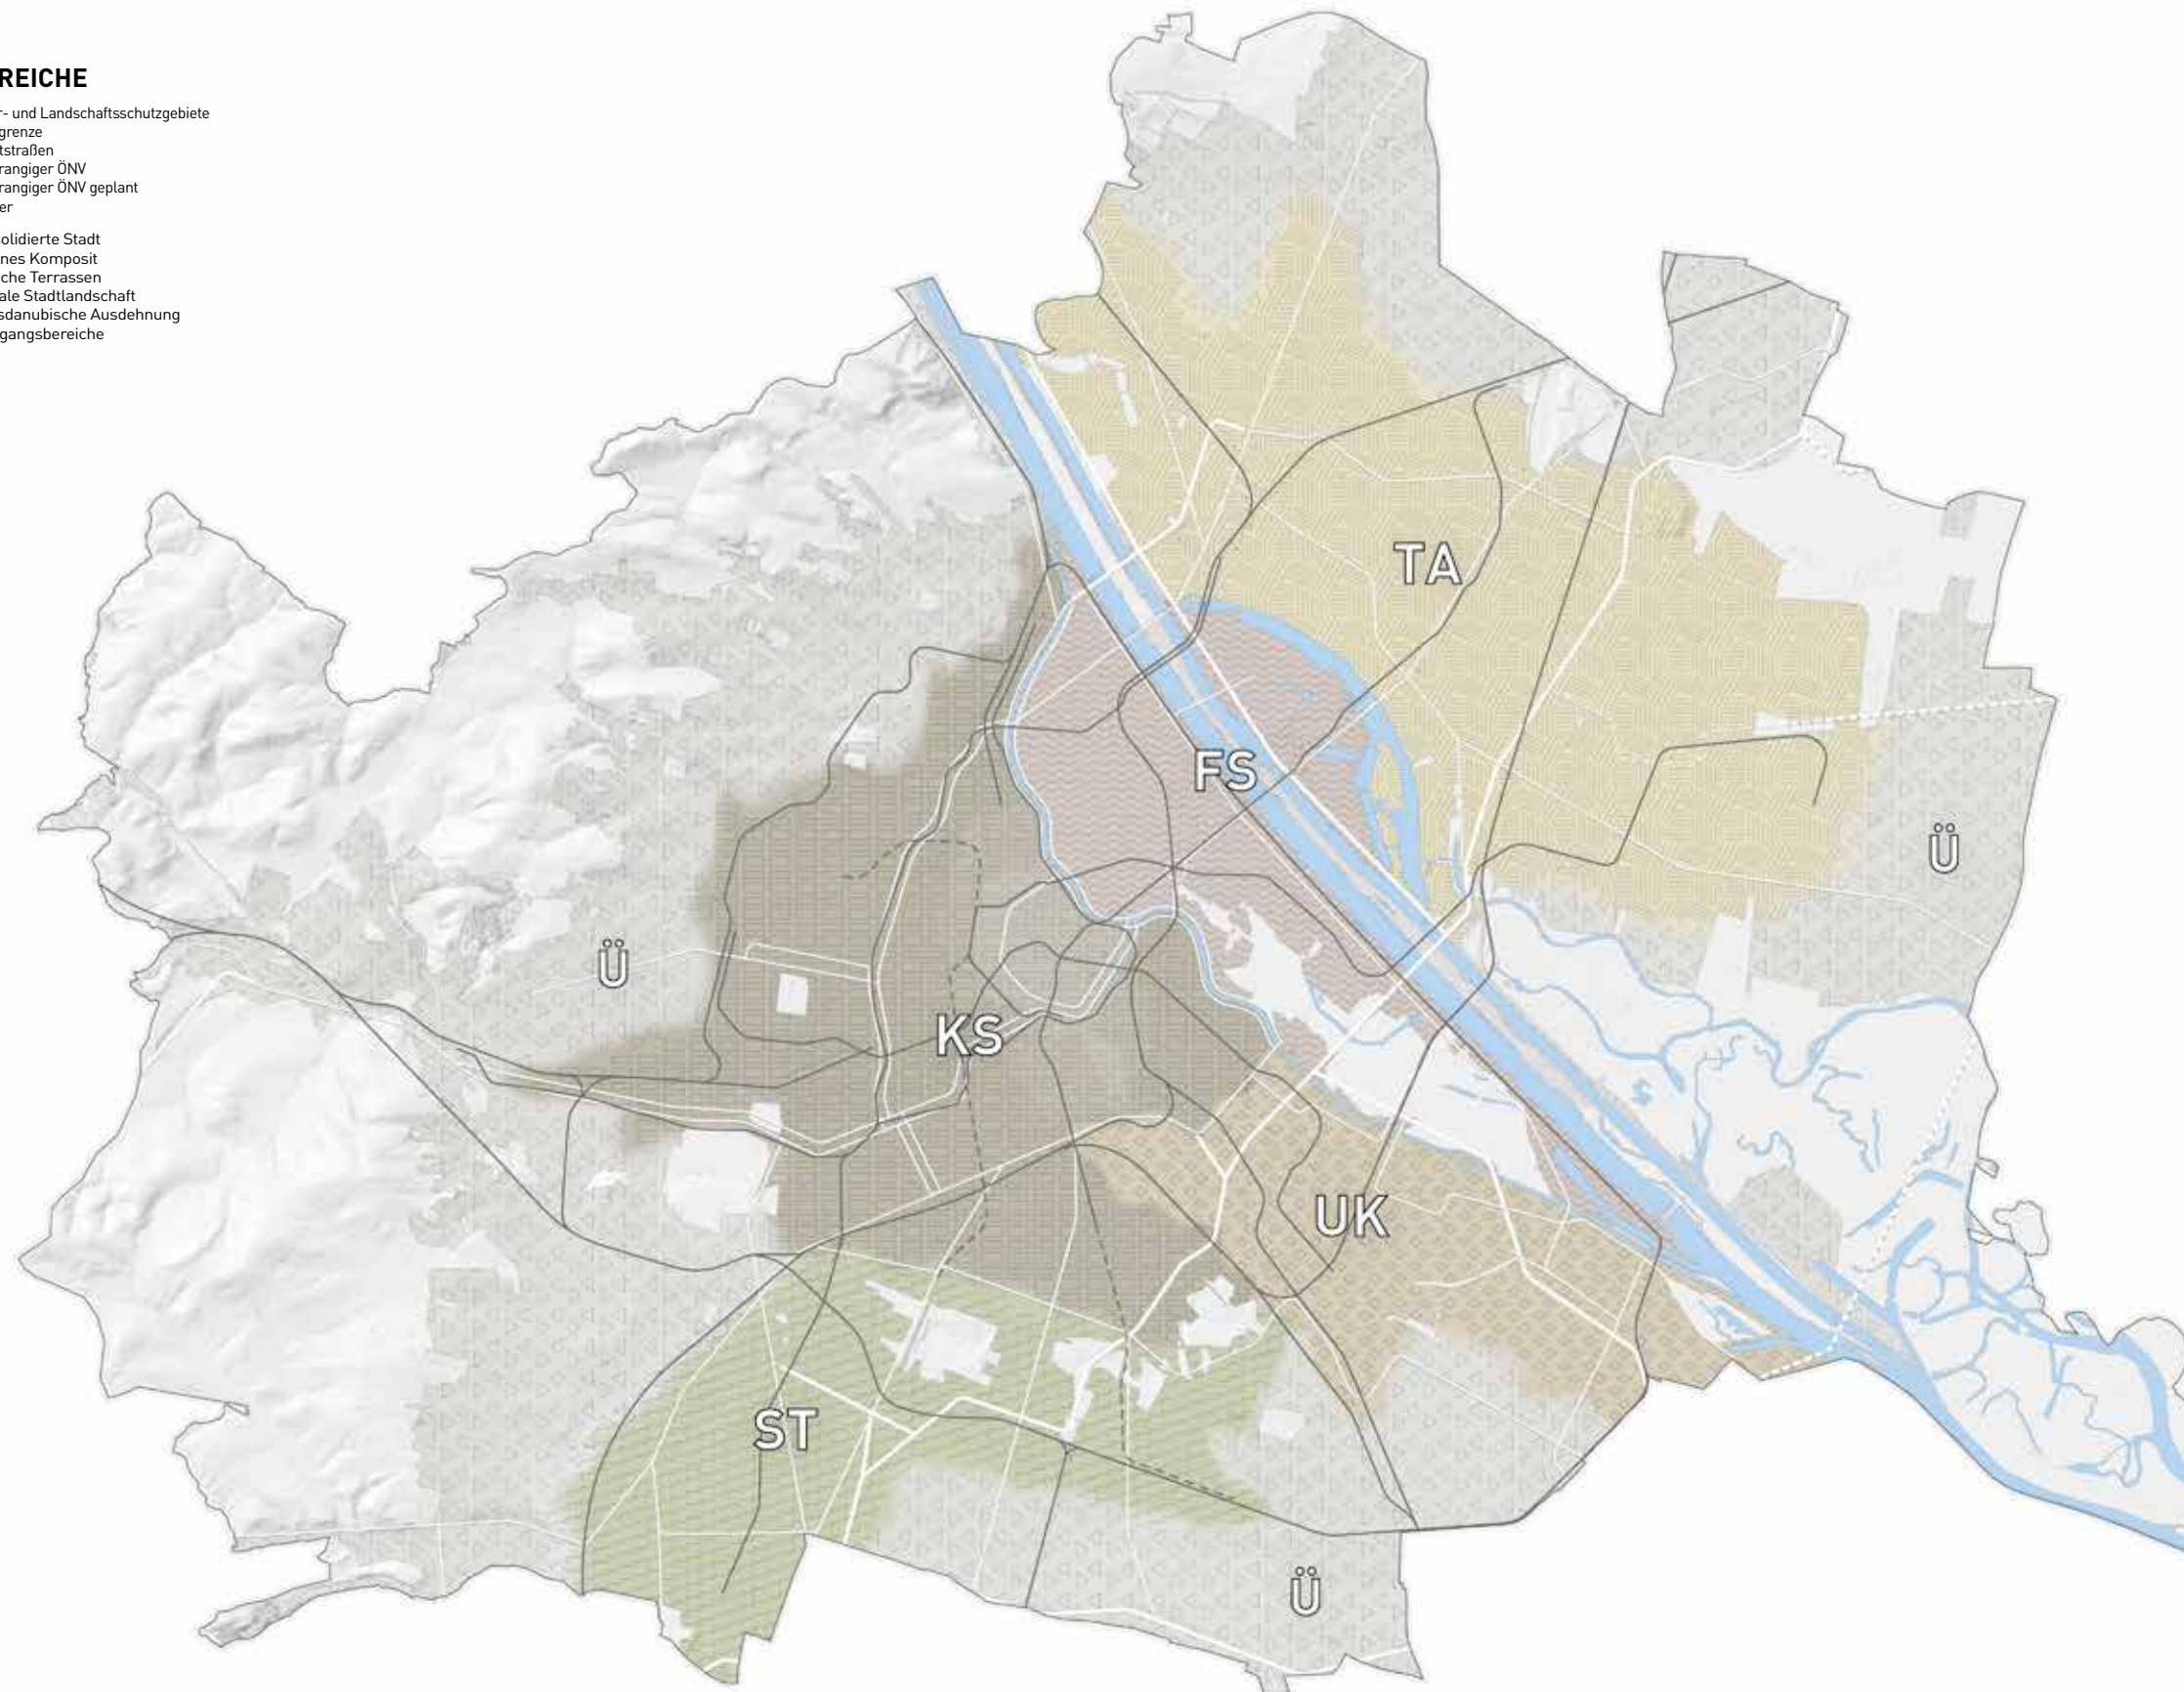 REICHE
r- und Landschaftsschutzgebiete
grenze
tstraßen
rangiger ÖNV
rangiger ÖNV geplant
er
olidierte Stadt
nes Komposit
che Terrassen
ale Stadtlandschaft
sdanubische Ausdehnung
gangsbereiche
TA
FS
Ü
Ü
KS
UK
ST
Ü